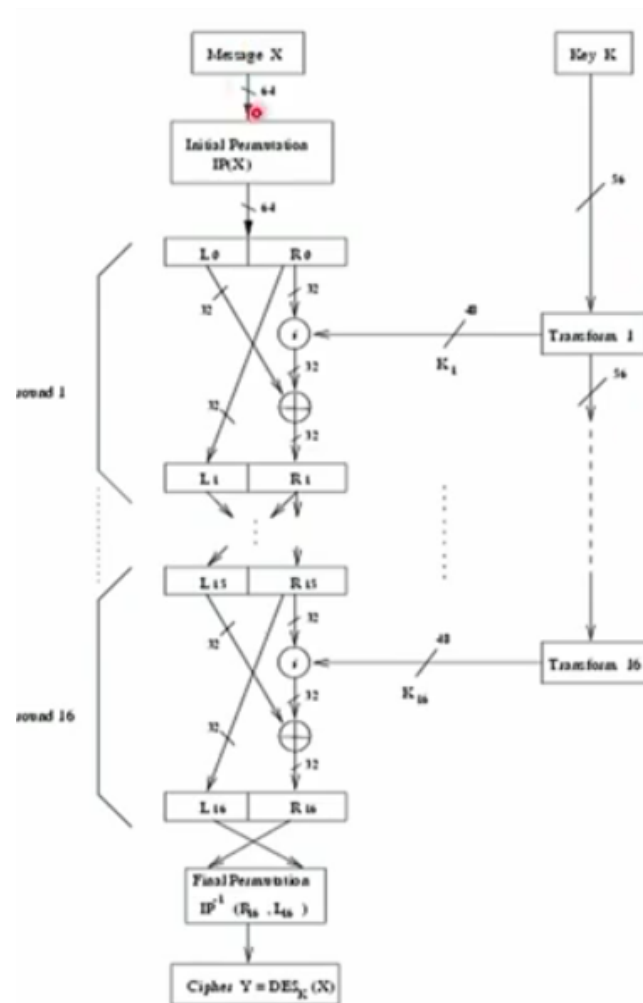 Message X
Key K
64
Initial Permutation
IP(X)
56
64
L0 R0
32 32
48
f
Transform 1
K1
56
32
32
32
ound 1
L1 R1
L15 R15
32 32
48
f
Transform 16
K16
32
32
ound 16
32
L16 R16
Final Permutation
IP-1 (R16 , L16 )
Cipher Y = DESK (X)